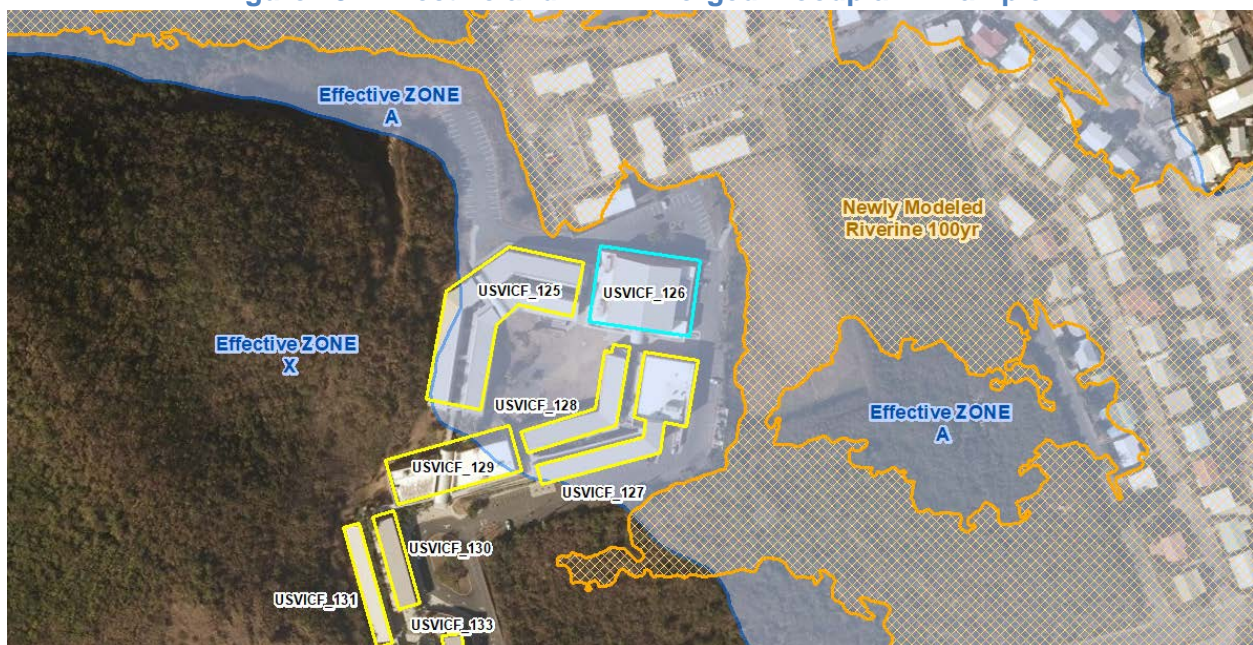 Effective ZONE
A
Newly Modeled
Riverine 100yr
USVICF_125
USVICF_126
Effective ZONE
X
USVICF_128
Effective ZONE
A
USVICF_129
USVICF_127
USVICF_130
USVICF_131
USVICF_133